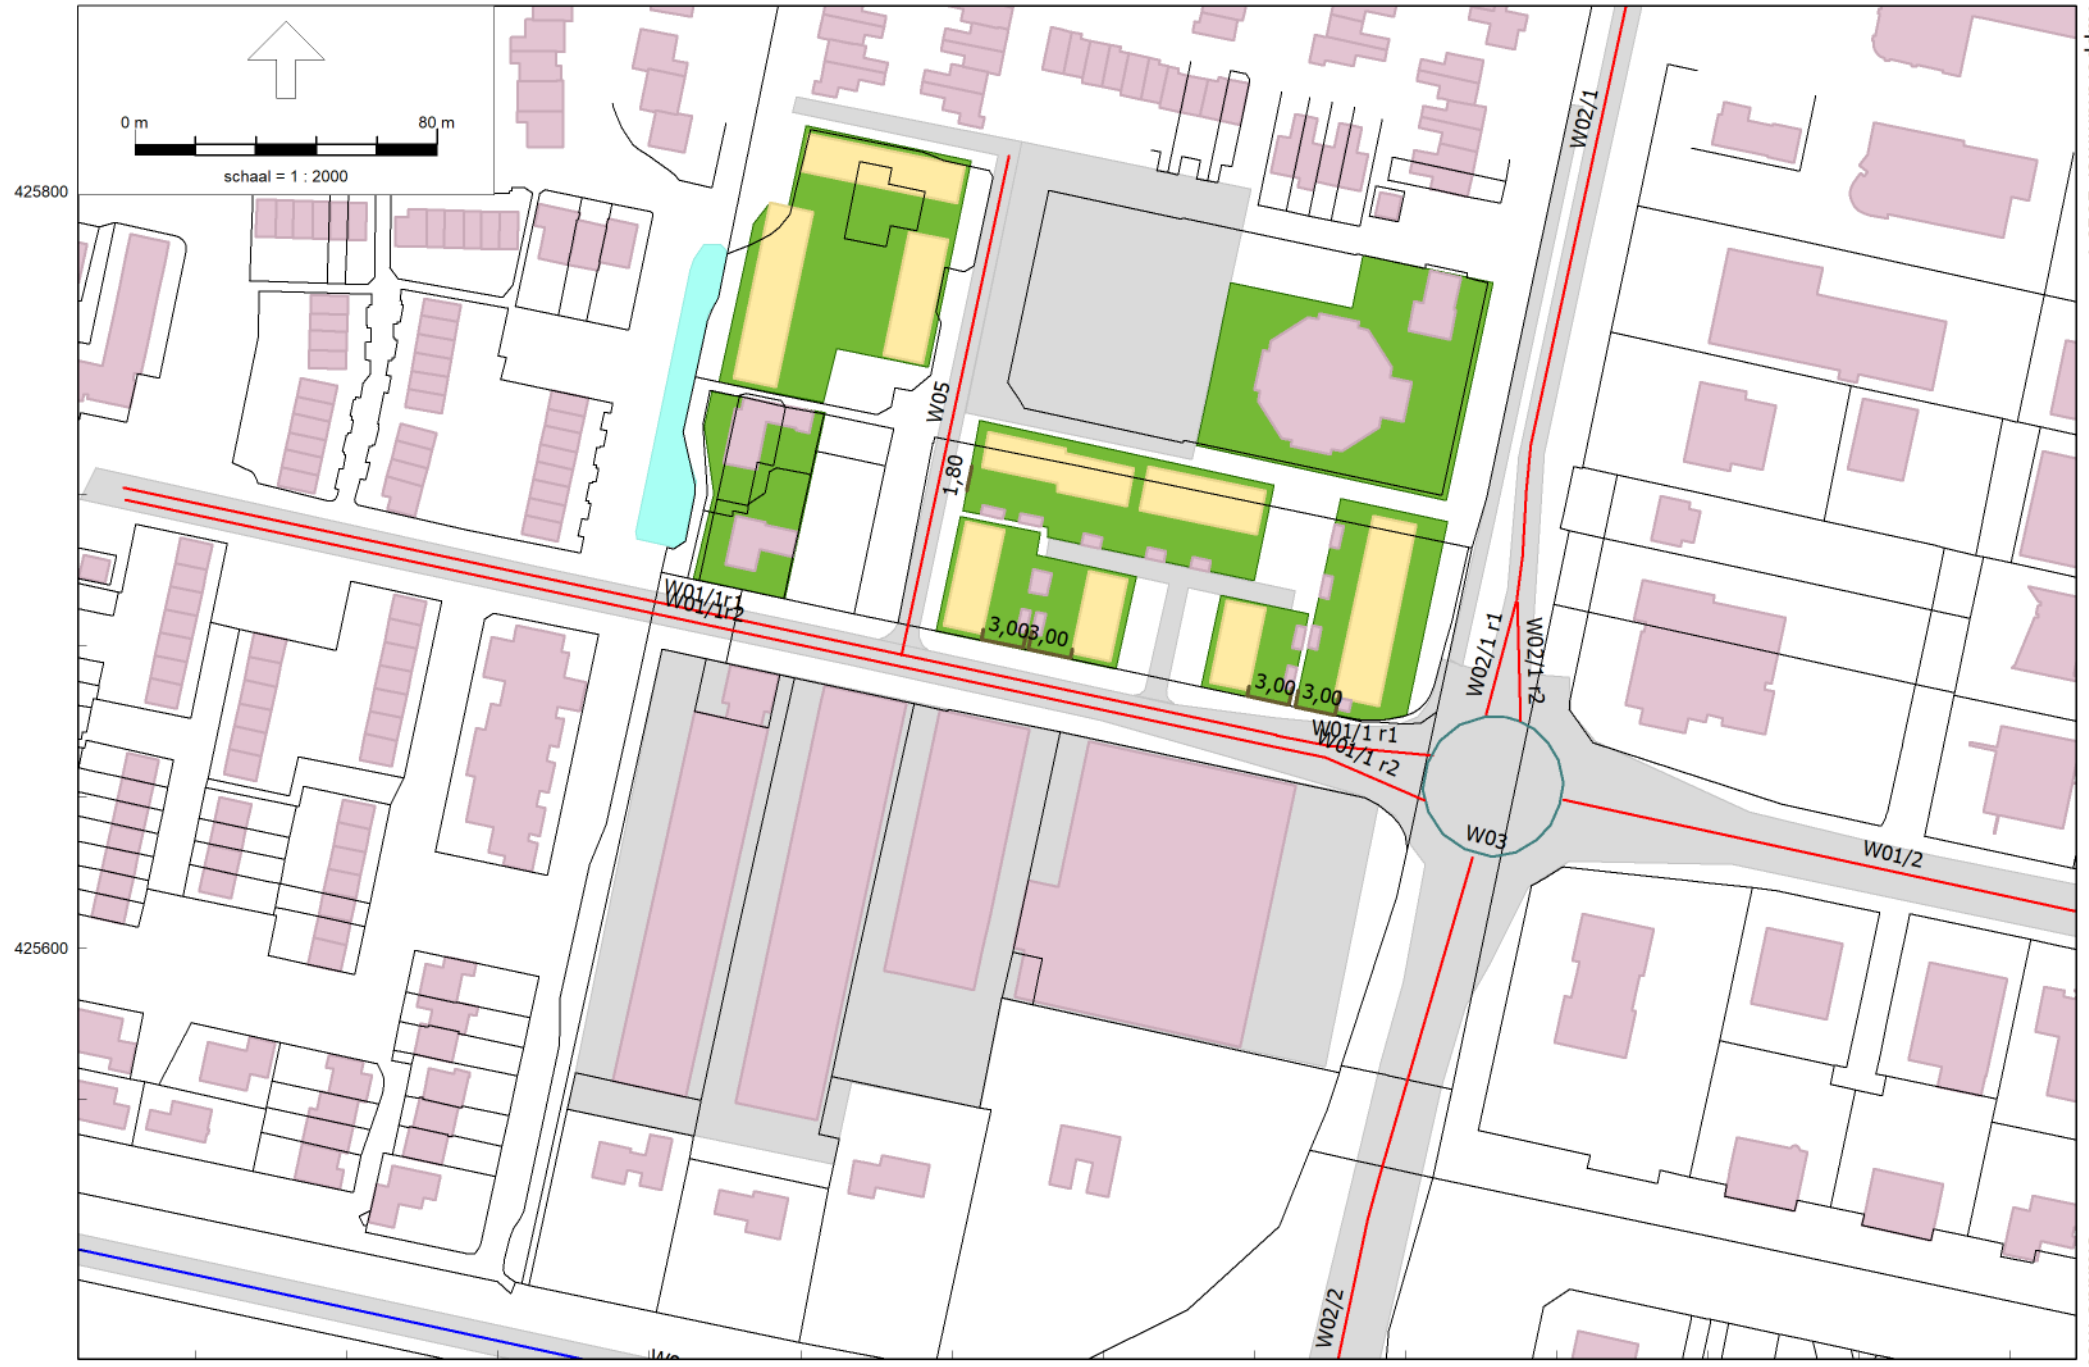 0 m
80 m
schaal = 1 : 2000
425800
W02/1
W05
1,80
W01/1r1
W01/1r2
3,00
3,00
W02/1 r1
W02/1 r2
3,00
3,00
W01/1 r1
W01/1 r2
W03
W01/2
425600
W02/2